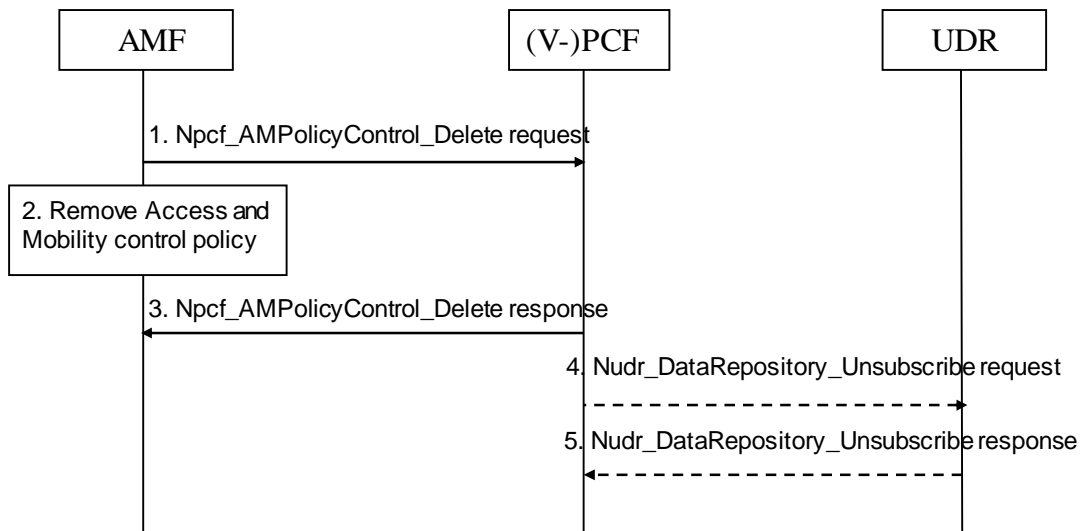 AMF
(V-)PCF
UDR
1. Npcf_AMPolicyControl_Delete request
2. Remove Access and
Mobility control policy
3. Npcf_AMPolicyControl_Delete response
4. Nudr_DataRepository_Unsubscribe request
5. Nudr_DataRepository_Unsubscribe response